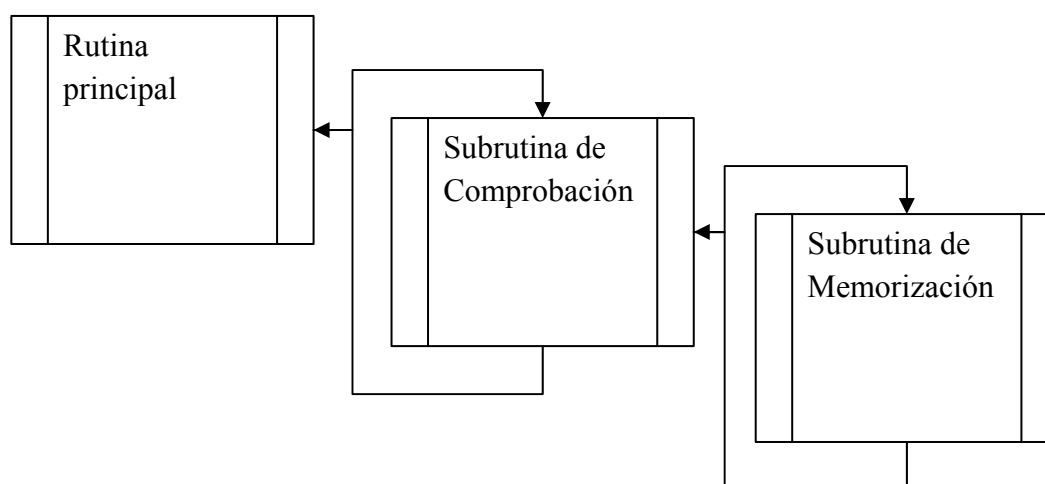 Rutina
principal
Subrutina de
Comprobación
Subrutina de
Memorización